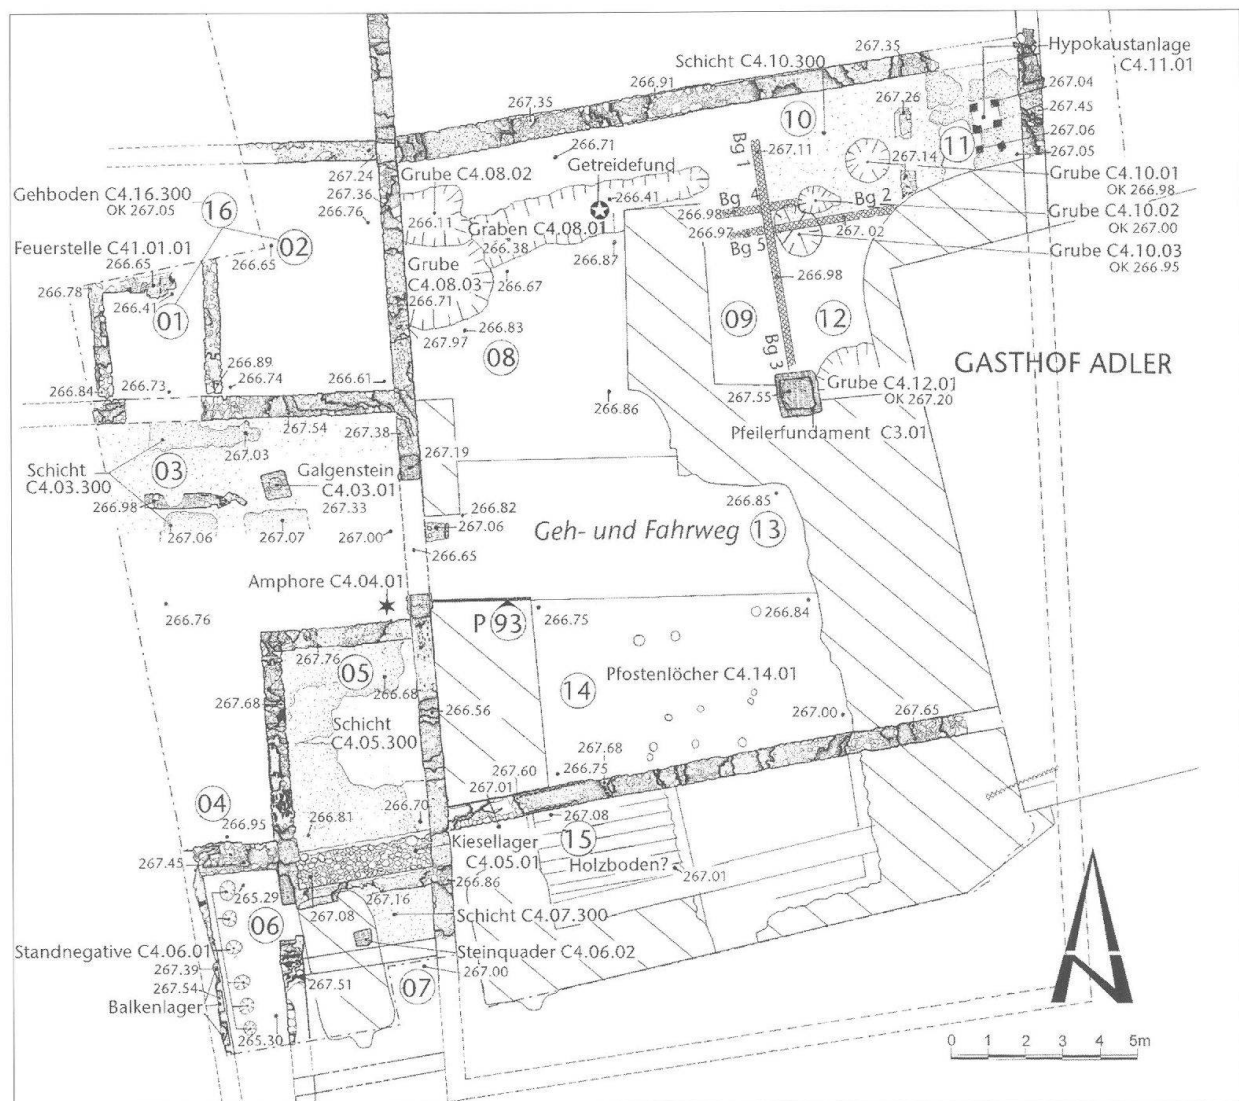 Hypokaustanlage
C4.11.01
267.35
Schicht C4.10.300
267.04
266.91
267.45
267.35
267.26
267.06
10
11
267.05
Bg 1
267.11
267.14
266.71
Getreidefund
267.24
Grube C4.08.02
Grube C4.10.01
OK 266.98
Gehboden C4.16.300
OK 267.05
16
267.36
266.76
266.41
Bg 4
Bg 2
266.98
Grube C4.10.02
OK 267.00
266.11
Graben C4.08.01
266.97
Bg 5
267.02
Feuerstelle C41.01.01
02
266.38
266.87
Grube C4.10.03
OK 266.95
266.65
266.65
Grube
C4.08.03
266.67
266.98
266.78
266.41
01
266.71
09
12
266.83
267.97
08
Bg 3
GASTHOF ADLER
266.89
266.74
266.61
266.84
266.73
Grube C4.12.01
OK 267.20
267.55
266.86
267.54
267.38
Pfeilerfundament C3.01
267.03
267.19
Schicht
C4.03.300
03
Galgenstein
C4.03.01
267.33
266.98
266.82
266.85
267.06
267.07
267.00
267.06
Geh- und Fahrweg
13
266.65
Amphore C4.04.01
266.76
P 93
266.75
266.84
267.76
05
Pfostenlöcher C4.14.01
267.68
266.68
14
266.56
267.00
267.65
Schicht
C4.05.300
267.68
267.60
266.75
267.01
04
266.95
266.81
266.70
267.08
15
Kiesellager
C4.05.01
Holzboden?
267.01
267.45
266.86
265.29
267.16
267.08
Schicht C4.07.300
06
Standnegative C4.06.01
Steinquader C4.06.02
267.00
267.39
267.54
267.51
07
Balkenlager
265.30
N
0 1 2 3 4 5m